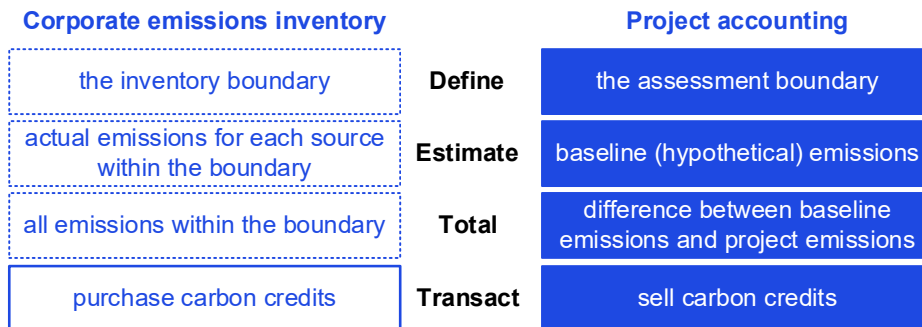 Corporate emissions inventory
Project accounting
the inventory boundary
Define
the assessment boundary
actual emissions for each source
within the boundary
Estimate
baseline (hypothetical) emissions
all emissions within the boundary
Total
difference between baseline
emissions and project emissions
purchase carbon credits
Transact
sell carbon credits